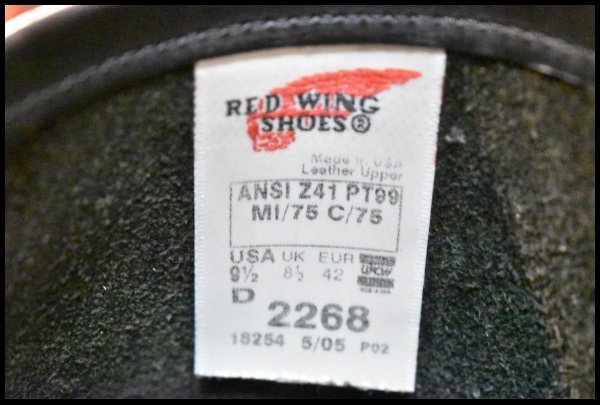 RED WING
SHOES®
Made in USA
Leather Upper
ANSI Z41 PT99
MI/75 C/75
USA UK EUR
9½ 8½ 42
UFCW
D
2268
18254 5/05 P02